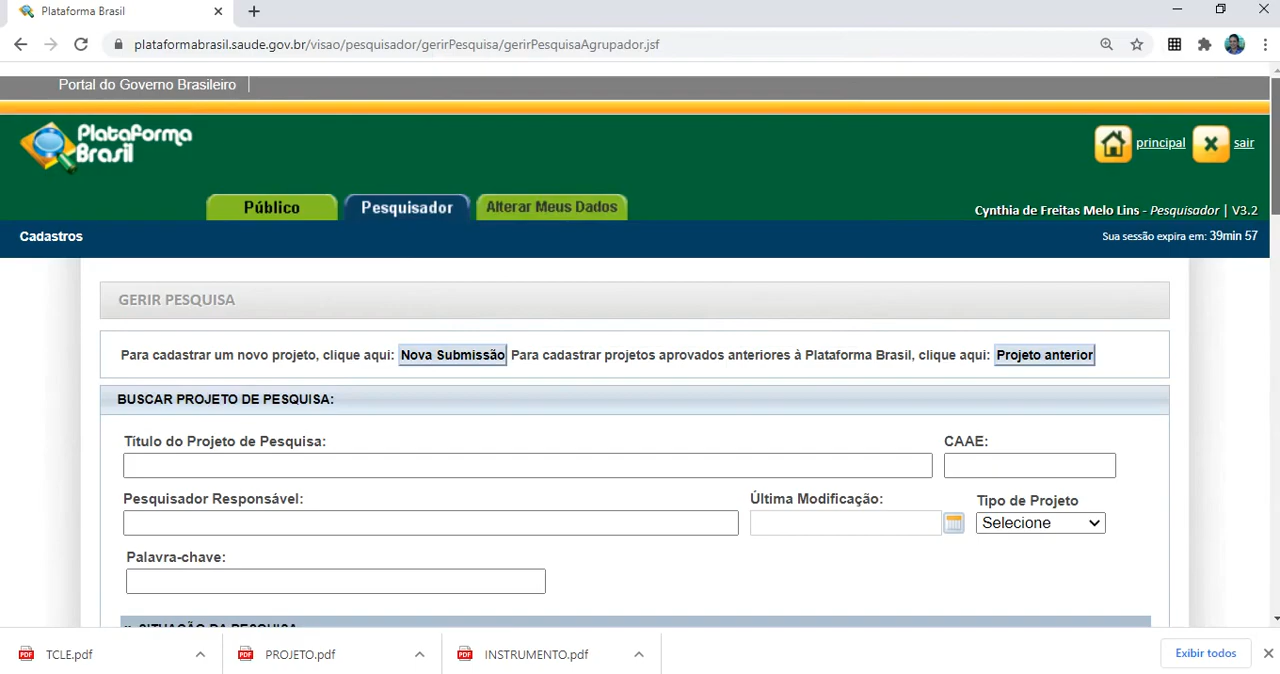 Plataforma Brasil
plataformabrasil.saude.gov.br/visao/pesquisador/gerirPesquisa/gerirPesquisaAgrupador.jsf
Portal do Governo Brasileiro
Plataforma
Brasil
principal
sair
Público
Pesquisador
Alterar Meus Dados
Cynthia de Freitas Melo Lins - Pesquisador | V3.2
Cadastros
Sua sessão expira em: 39min 57
GERIR PESQUISA
Para cadastrar um novo projeto, clique aqui: Nova Submissão Para cadastrar projetos aprovados anteriores à Plataforma Brasil, clique aqui: Projeto anterior
BUSCAR PROJETO DE PESQUISA:
Título do Projeto de Pesquisa:
CAAE:
Pesquisador Responsável:
Última Modificação:
Tipo de Projeto
Selecione
Palavra-chave:
SITUAÇÃO DA PESQUISA
TCLE.pdf
PROJETO.pdf
INSTRUMENTO.pdf
Exibir todos